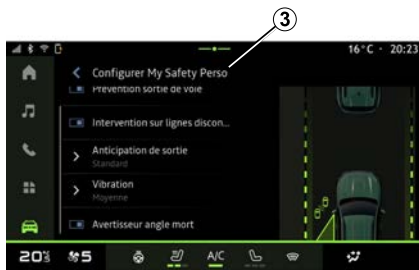 3
16°C · 20:23
Configurer My Safety Perso
Prévention sortie de voie
Intervention sur lignes discon...
Anticipation de sortie
Standard
Vibration
Moyenne
Avertisseur angle mort
20 5 A/C